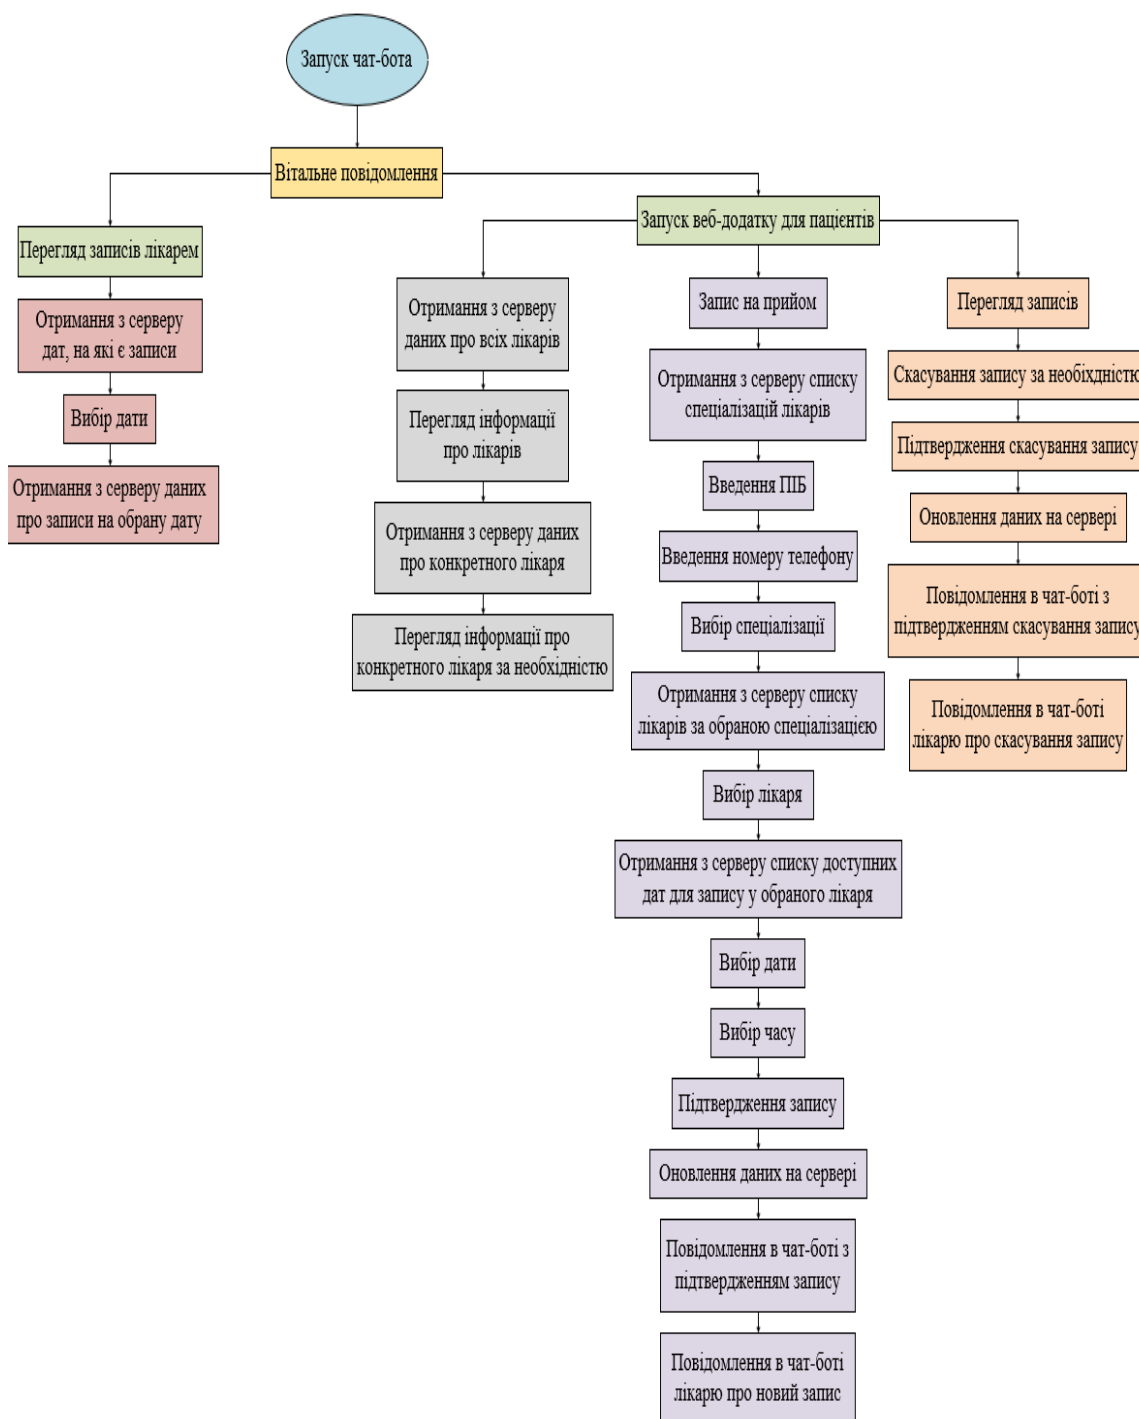 Запуск чат-бота
Вітальне повідомлення
Перегляд записів лікарем
Отримання з серверу
дат, на які є записи
Вибір дати
Отримання з серверу даних
про записи на обрану дату
Запуск веб-додатку для пацієнтів
Отримання з серверу
даних про всіх лікарів
Перегляд інформації
про лікарів
Отримання з серверу даних
про конкретного лікаря
Перегляд інформації про
конкретного лікаря за необхідністю
Запис на прийом
Отримання з серверу списку
спеціалізацій лікарів
Введення ПІБ
Введення номеру телефону
Вибір спеціалізації
Отримання з серверу списку
лікарів за обраною спеціалізацією
Вибір лікаря
Отримання з серверу списку доступних
дат для запису у обраного лікаря
Вибір дати
Вибір часу
Підтвердження запису
Оновлення даних на сервері
Повідомлення в чат-боті з
підтвердженням запису
Повідомлення в чат-боті
лікарю про новий запис
Перегляд записів
Скасування запису за необіхдністю
Підтвердження скасування запису
Оновлення даних на сервері
Повідомлення в чат-боті з
підтвердженням скасування запису
Повідомлення в чат-боті
лікарю про скасування запису